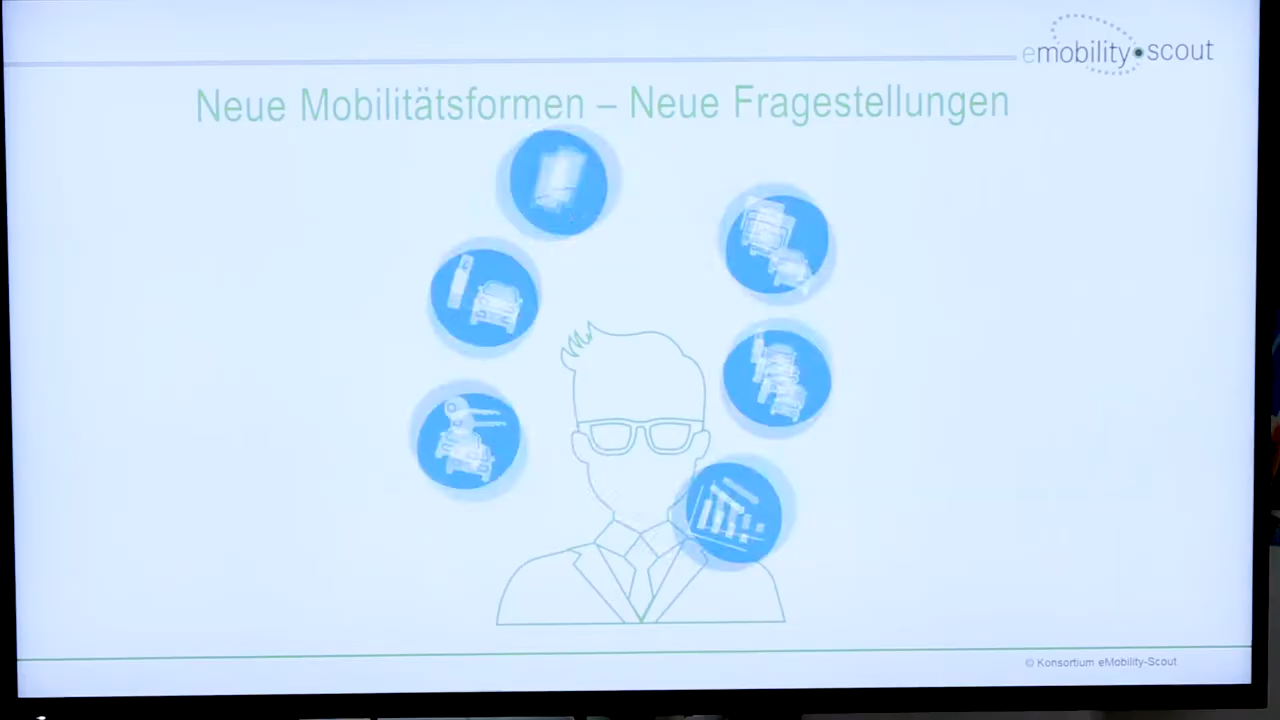 emobility scout
Neue Mobilitätsformen – Neue Fragestellungen
© Konsortium eMobility-Scout